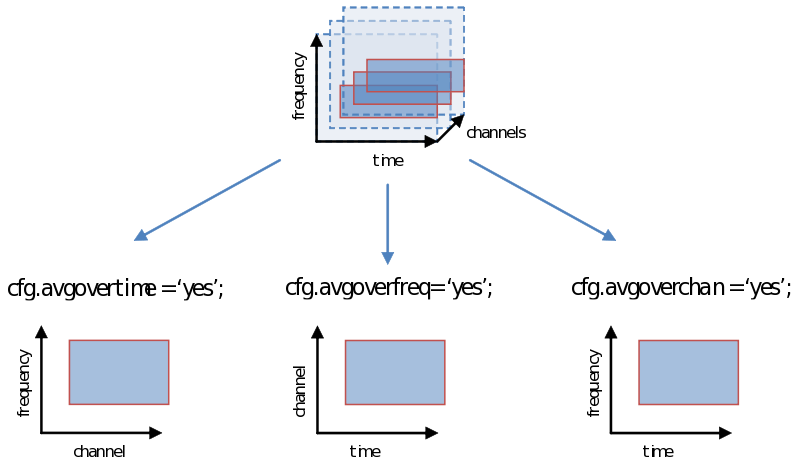 frequency
channels
time
cfg.avgovertime =‘yes’;
cfg.avgoverfreq=‘yes’;
cfg.avgoverchan =‘yes’;
frequency
channel
channel
time
frequency
time